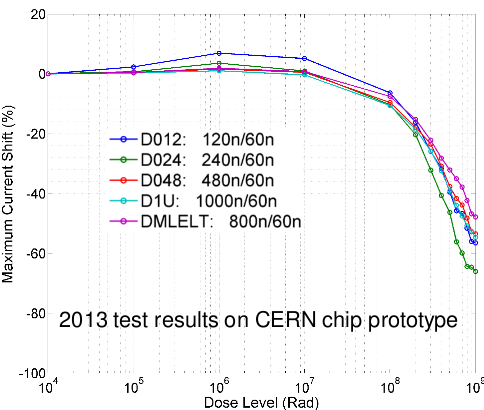 20
0
-20
-40
-60
-80
-100
Maximum Current Shift (%)
D012: 120n/60n
D024: 240n/60n
D048: 480n/60n
D1U: 1000n/60n
DMLELT: 800n/60n
2013 test results on CERN chip prototype
10^4 10^5 10^6 10^7 10^8 10^9
Dose Level (Rad)